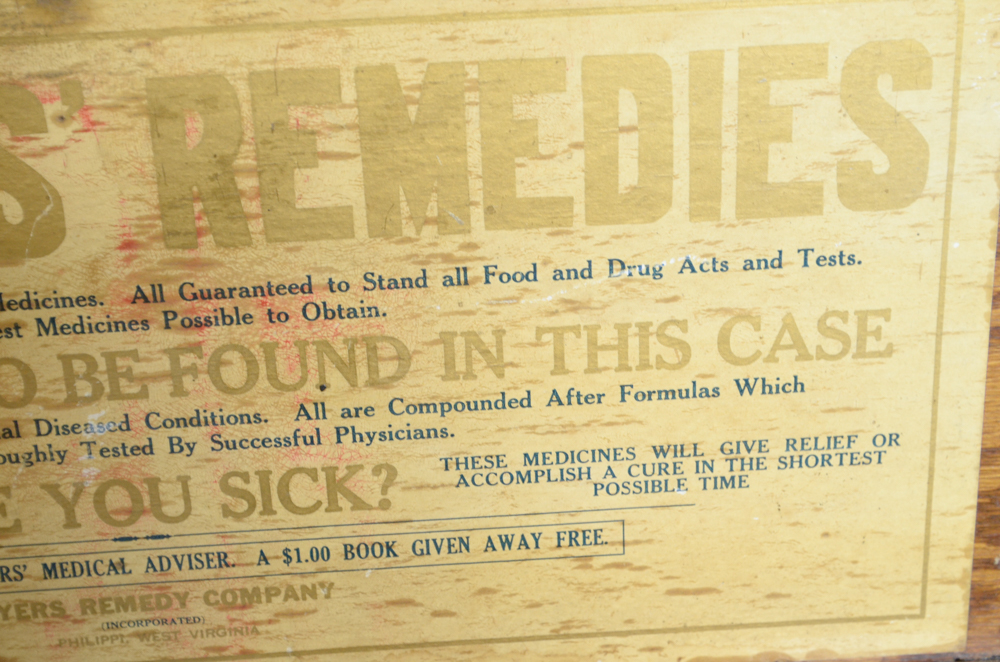 S' REMEDIES
Medicines. All Guaranteed to Stand all Food and Drug Acts and Tests.
est Medicines Possible to Obtain.
O BE FOUND IN THIS CASE
al Diseased Conditions. All are Compounded After Formulas Which
oughly Tested By Successful Physicians.
E YOU SICK?
THESE MEDICINES WILL GIVE RELIEF OR
ACCOMPLISH A CURE IN THE SHORTEST
POSSIBLE TIME
RS' MEDICAL ADVISER. A $1.00 BOOK GIVEN AWAY FREE.
YERS REMEDY COMPANY
(INCORPORATED)
PHILIPPI, WEST VIRGINIA